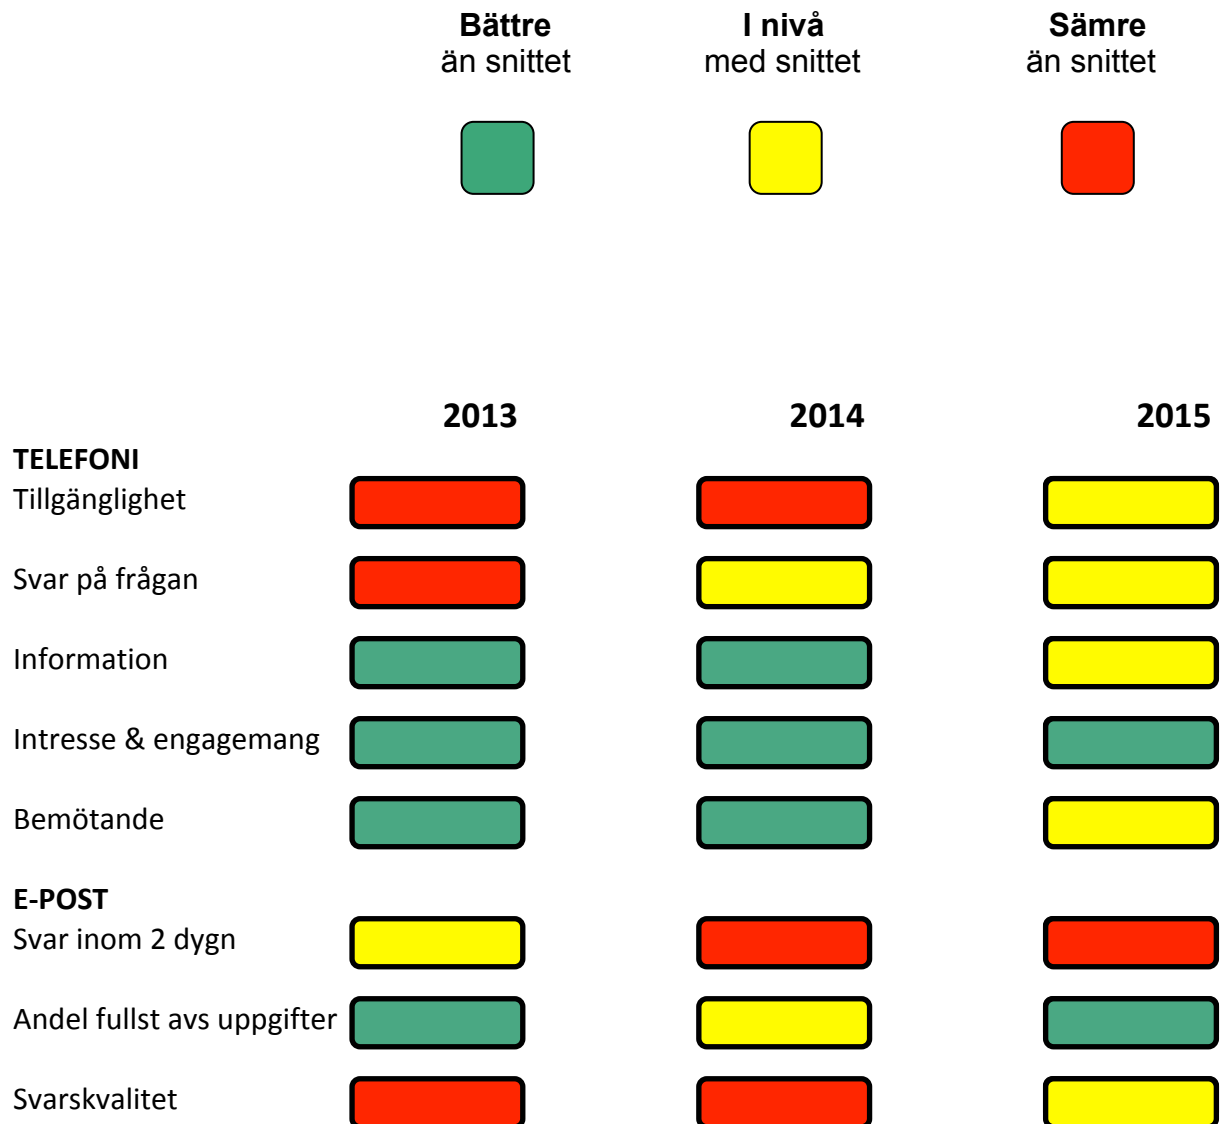 Bättre
än snittet
I nivå
med snittet
Sämre
än snittet
2013 2014 2015
TELEFONI
Tillgänglighet
Svar på frågan
Information
Intresse & engagemang
Bemötande
E-POST
Svar inom 2 dygn
Andel fullst avs uppgifter
Svarskvalitet